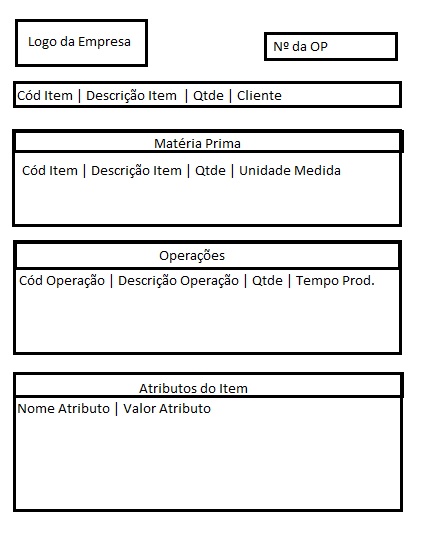 Logo da Empresa
Nº da OP
Cód Item | Descrição Item | Qtde | Cliente
Matéria Prima
Cód Item | Descrição Item | Qtde | Unidade Medida
Operações
Cód Operação | Descrição Operação | Qtde | Tempo Prod.
Atributos do Item
Nome Atributo | Valor Atributo